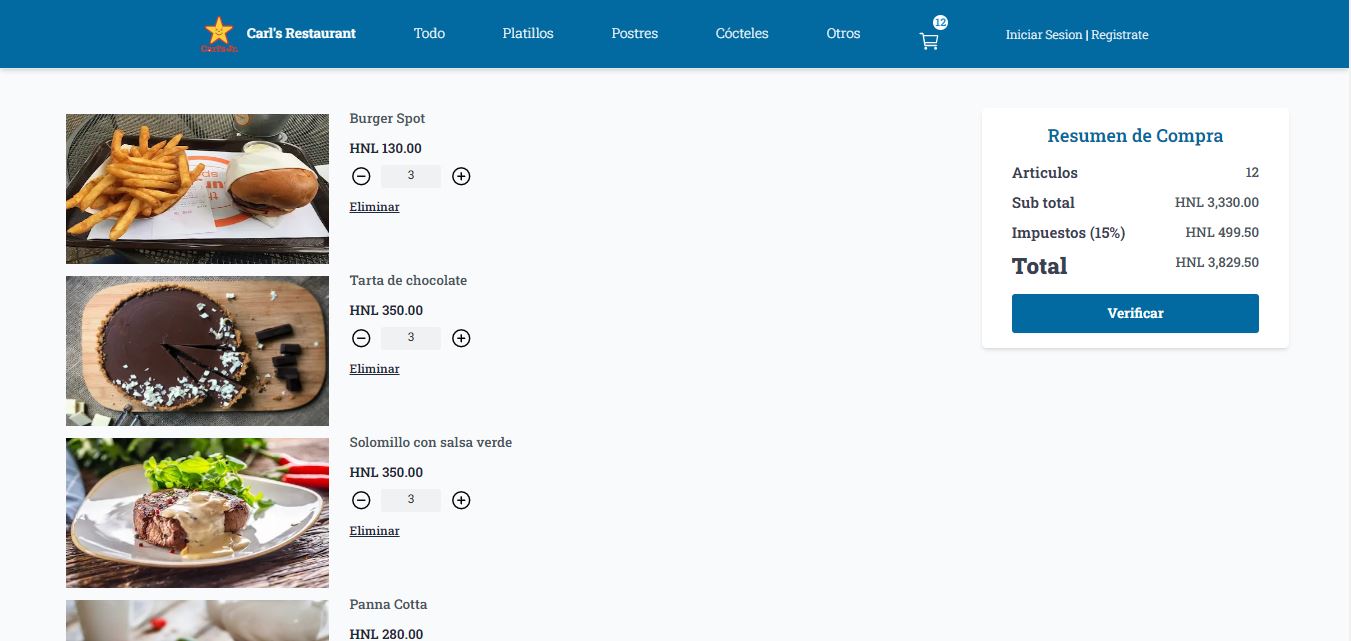 Carl's Jr.
Carl's Restaurant
Todo
Platillos
Postres
Cócteles
Otros
12
Iniciar Sesion | Registrate
Burger Spot
HNL 130.00
3
Eliminar
Tarta de chocolate
HNL 350.00
3
Eliminar
Solomillo con salsa verde
HNL 350.00
3
Eliminar
Panna Cotta
HNL 280.00
Resumen de Compra
Articulos 12
Sub total HNL 3,330.00
Impuestos (15%) HNL 499.50
Total HNL 3,829.50
Verificar